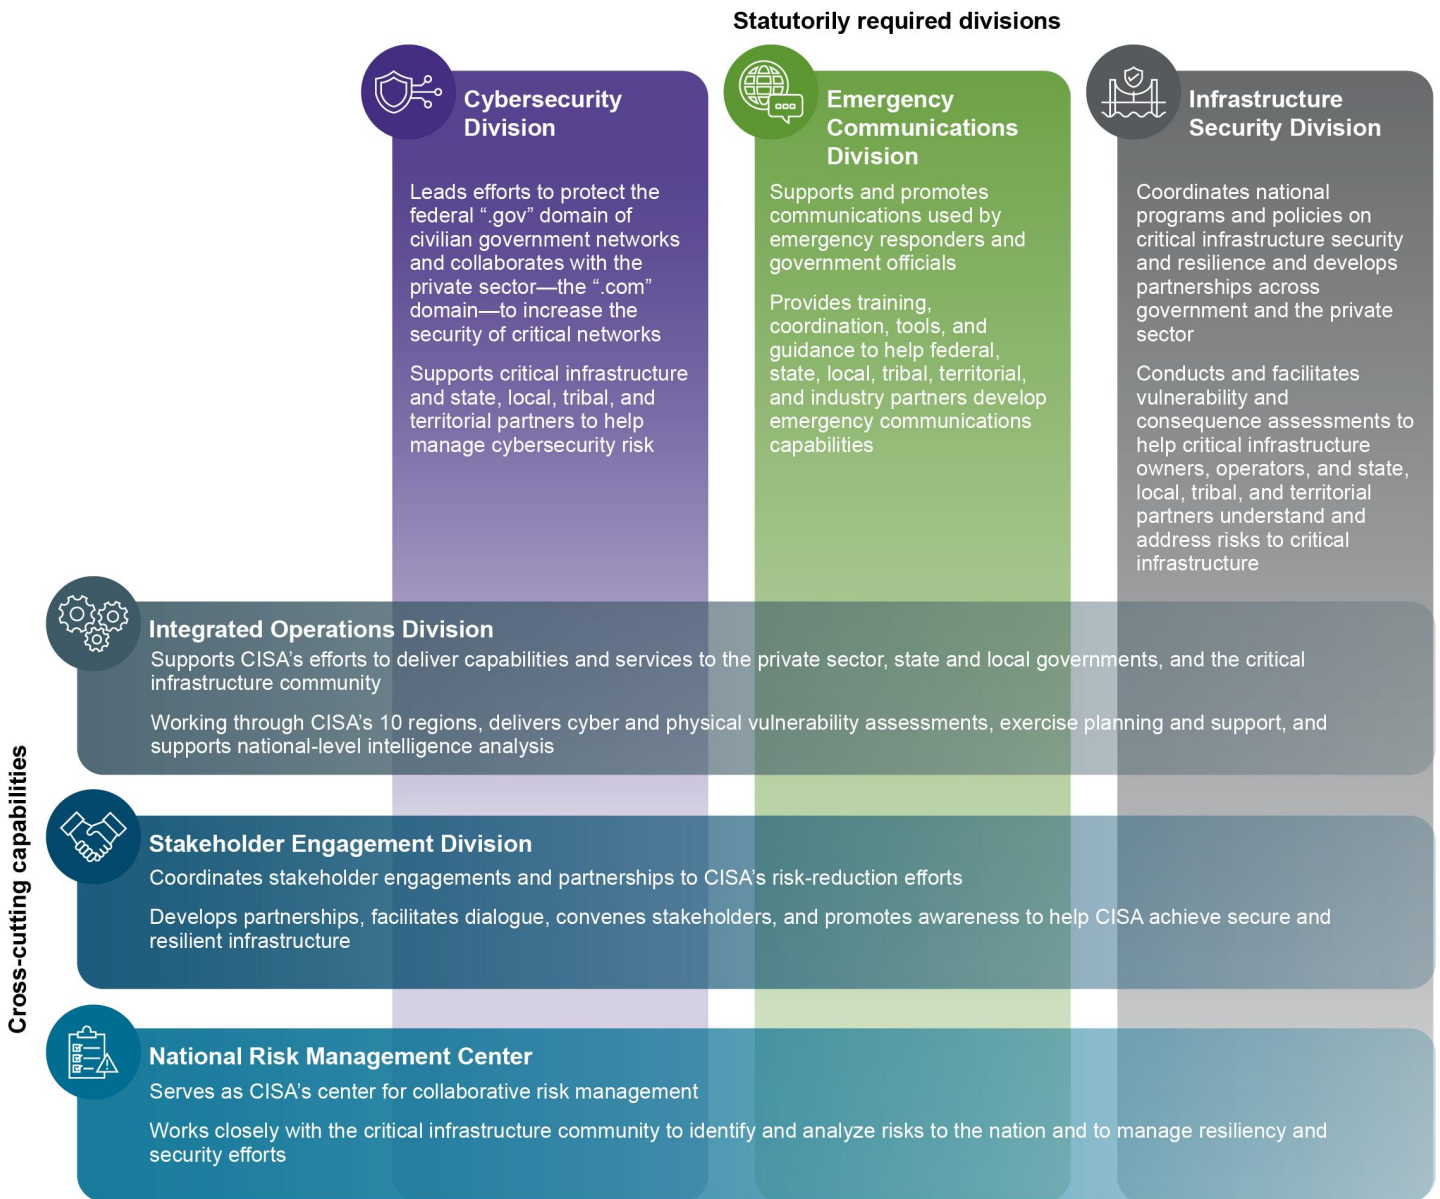 Statutorily required divisions
Cybersecurity
Division
Leads efforts to protect the
federal “.gov” domain of
civilian government networks
and collaborates with the
private sector—the “.com”
domain—to increase the
security of critical networks
Supports critical infrastructure
and state, local, tribal, and
territorial partners to help
manage cybersecurity risk
Emergency
Communications
Division
Supports and promotes
communications used by
emergency responders and
government officials
Provides training,
coordination, tools, and
guidance to help federal,
state, local, tribal, territorial,
and industry partners develop
emergency communications
capabilities
Infrastructure
Security Division
Coordinates national
programs and policies on
critical infrastructure security
and resilience and develops
partnerships across
government and the private
sector
Conducts and facilitates
vulnerability and
consequence assessments to
help critical infrastructure
owners, operators, and state,
local, tribal, and territorial
partners understand and
address risks to critical
infrastructure
Cross-cutting capabilities
Integrated Operations Division
Supports CISA’s efforts to deliver capabilities and services to the private sector, state and local governments, and the critical
infrastructure community
Working through CISA’s 10 regions, delivers cyber and physical vulnerability assessments, exercise planning and support, and
supports national-level intelligence analysis
Stakeholder Engagement Division
Coordinates stakeholder engagements and partnerships to CISA’s risk-reduction efforts
Develops partnerships, facilitates dialogue, convenes stakeholders, and promotes awareness to help CISA achieve secure and
resilient infrastructure
National Risk Management Center
Serves as CISA’s center for collaborative risk management
Works closely with the critical infrastructure community to identify and analyze risks to the nation and to manage resiliency and
security efforts